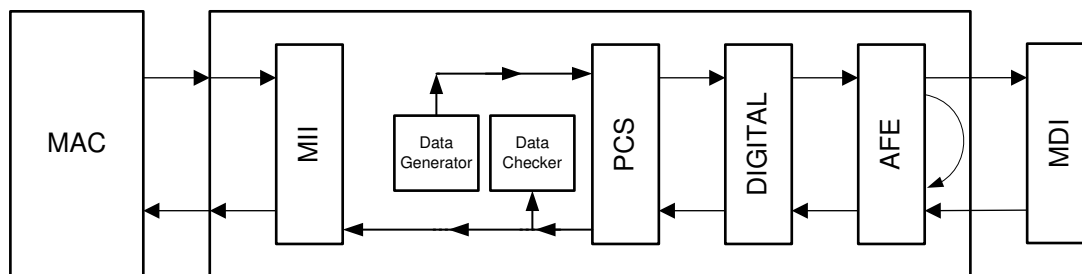 MAC
MII
Data
Generator
Data
Checker
PCS
DIGITAL
AFE
MDI